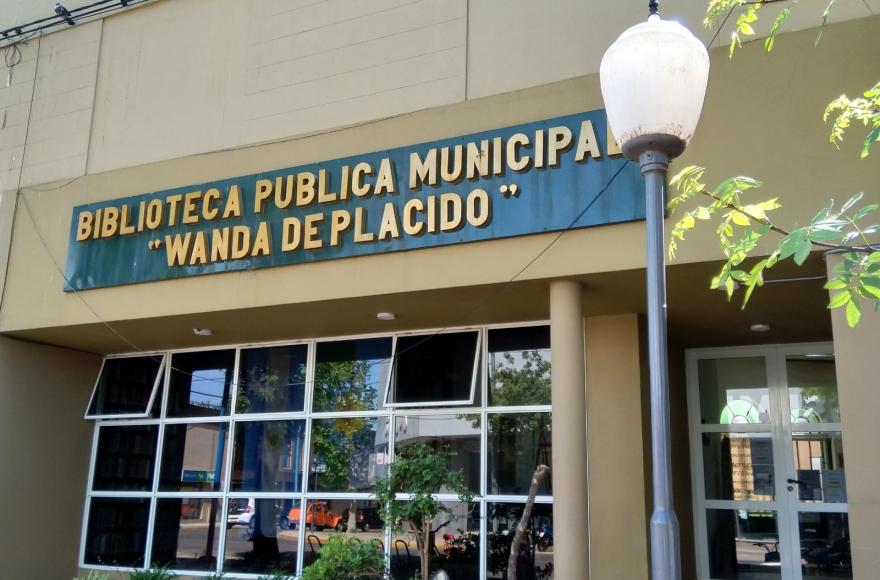 BIBLIOTECA PUBLICA MUNICIPAL
"WANDA DE PLACIDO"